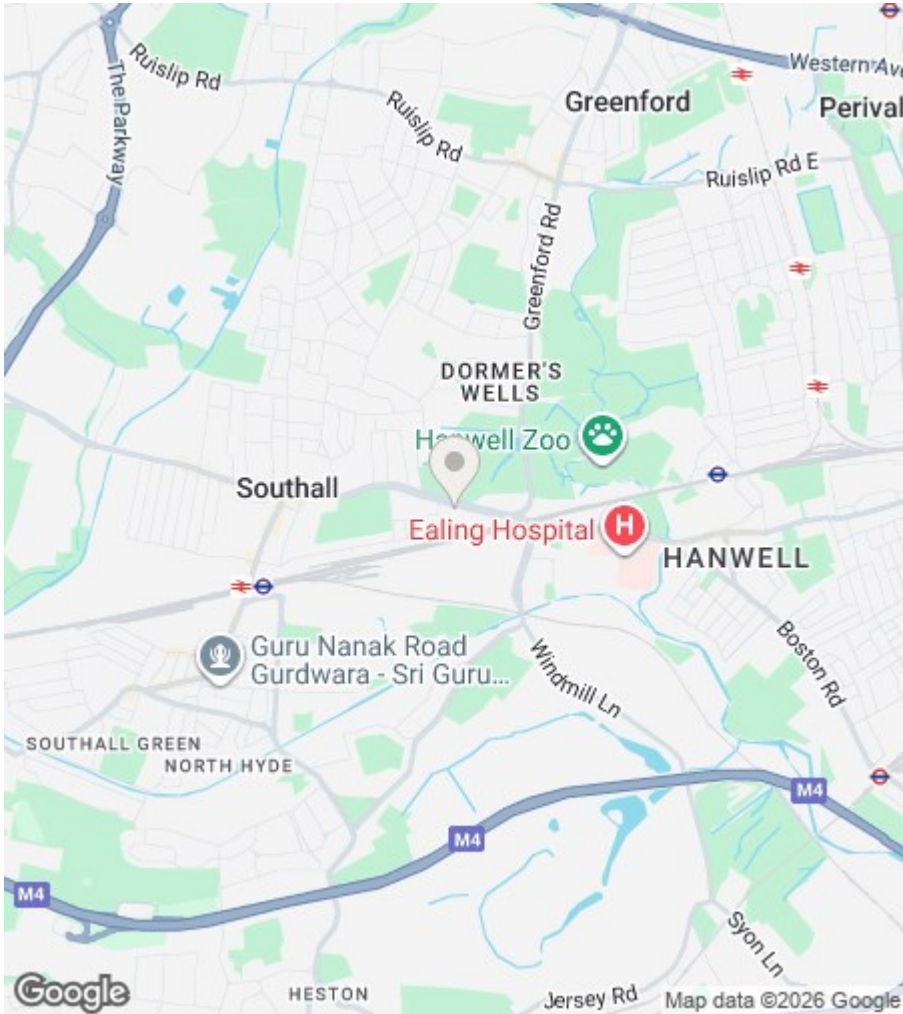 Ruislip Rd
The Parkway
Western Ave
Greenford
Perival
Ruislip Rd
Ruislip Rd E
Greenford Rd
DORMER'S
WELLS
Hanwell Zoo
Southall
Ealing Hospital
H
HANWELL
Guru Nanak Road
Gurdwara - Sri Guru...
Windmill Ln
Boston Rd
SOUTHALL GREEN
NORTH HYDE
M4
M4
M4
Syon Ln
HESTON
Jersey Rd
Google
Map data ©2026 Google